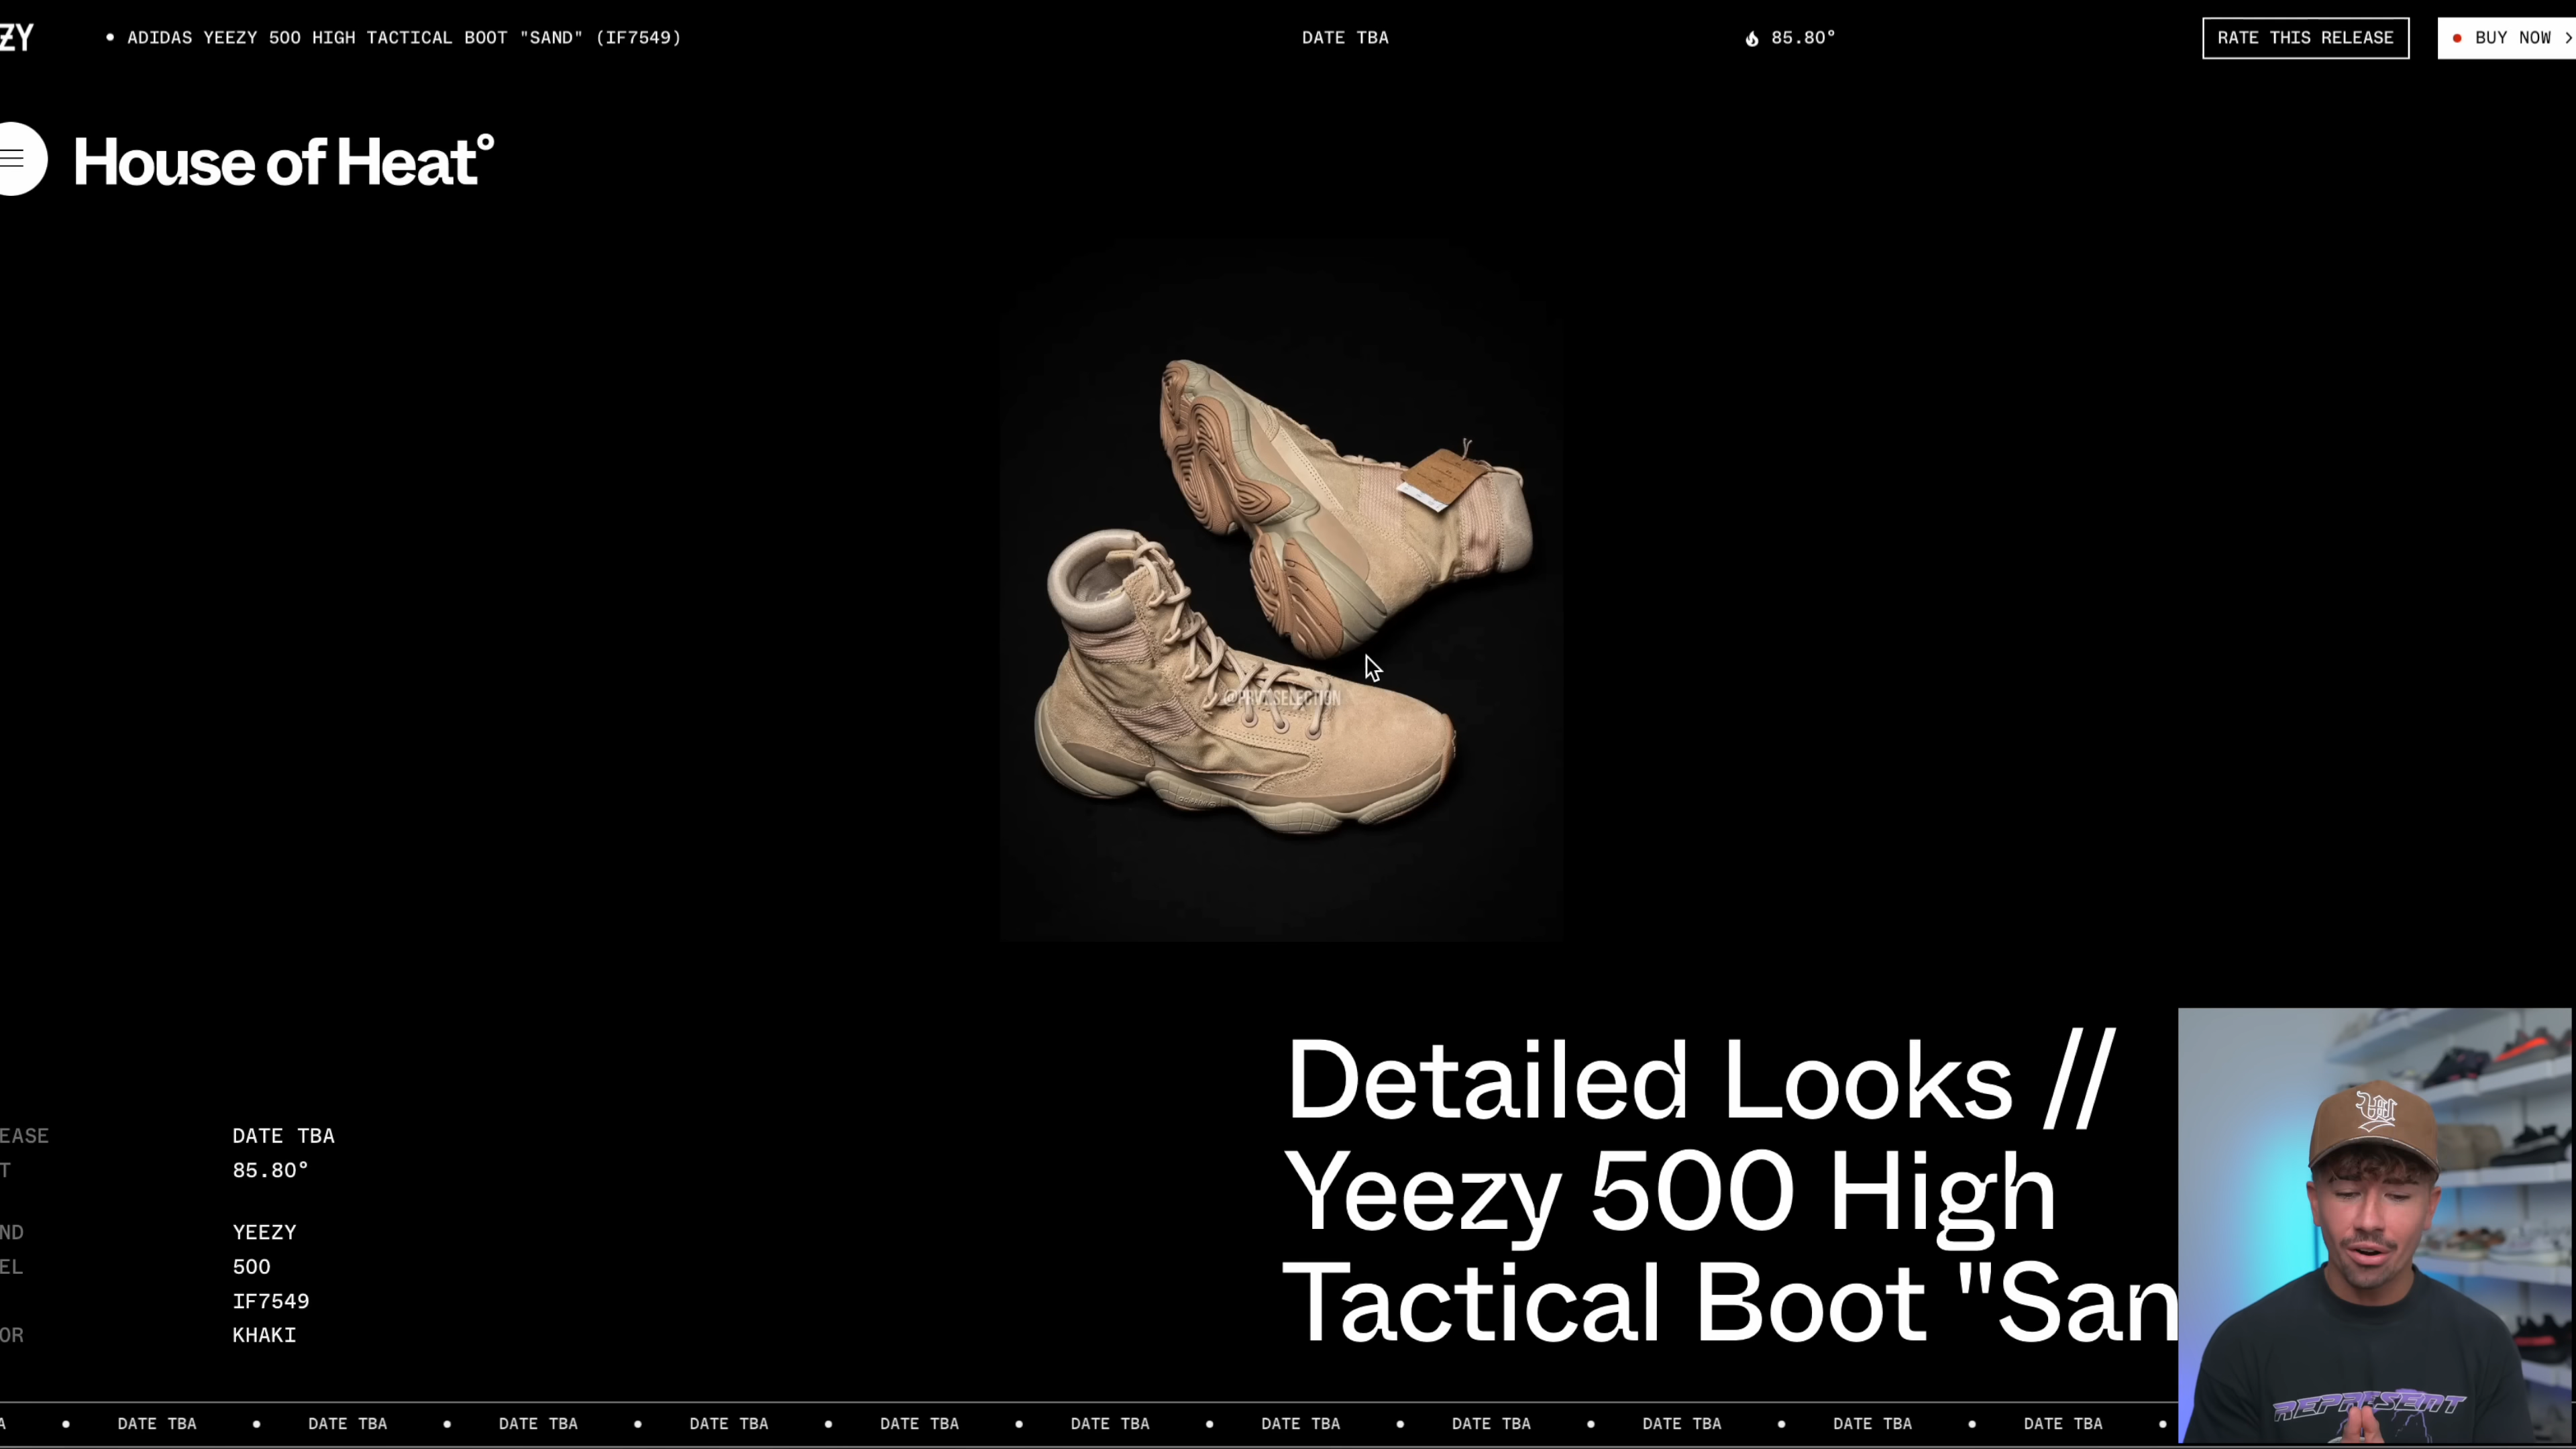 ZY
• ADIDAS YEEZY 500 HIGH TACTICAL BOOT "SAND" (IF7549)
DATE TBA
85.80°
RATE THIS RELEASE
• BUY NOW >
House of Heat°
@PRVT.SELECTION
Detailed Looks //
Yeezy 500 High
Tactical Boot "San
EASE DATE TBA
T 85.80°
ND YEEZY
EL 500
IF7549
OR KHAKI
REPRESENT
A • DATE TBA • DATE TBA • DATE TBA • DATE TBA • DATE TBA • DATE TBA • DATE TBA • DATE TBA • DATE TBA • DATE TBA • DATE TBA •